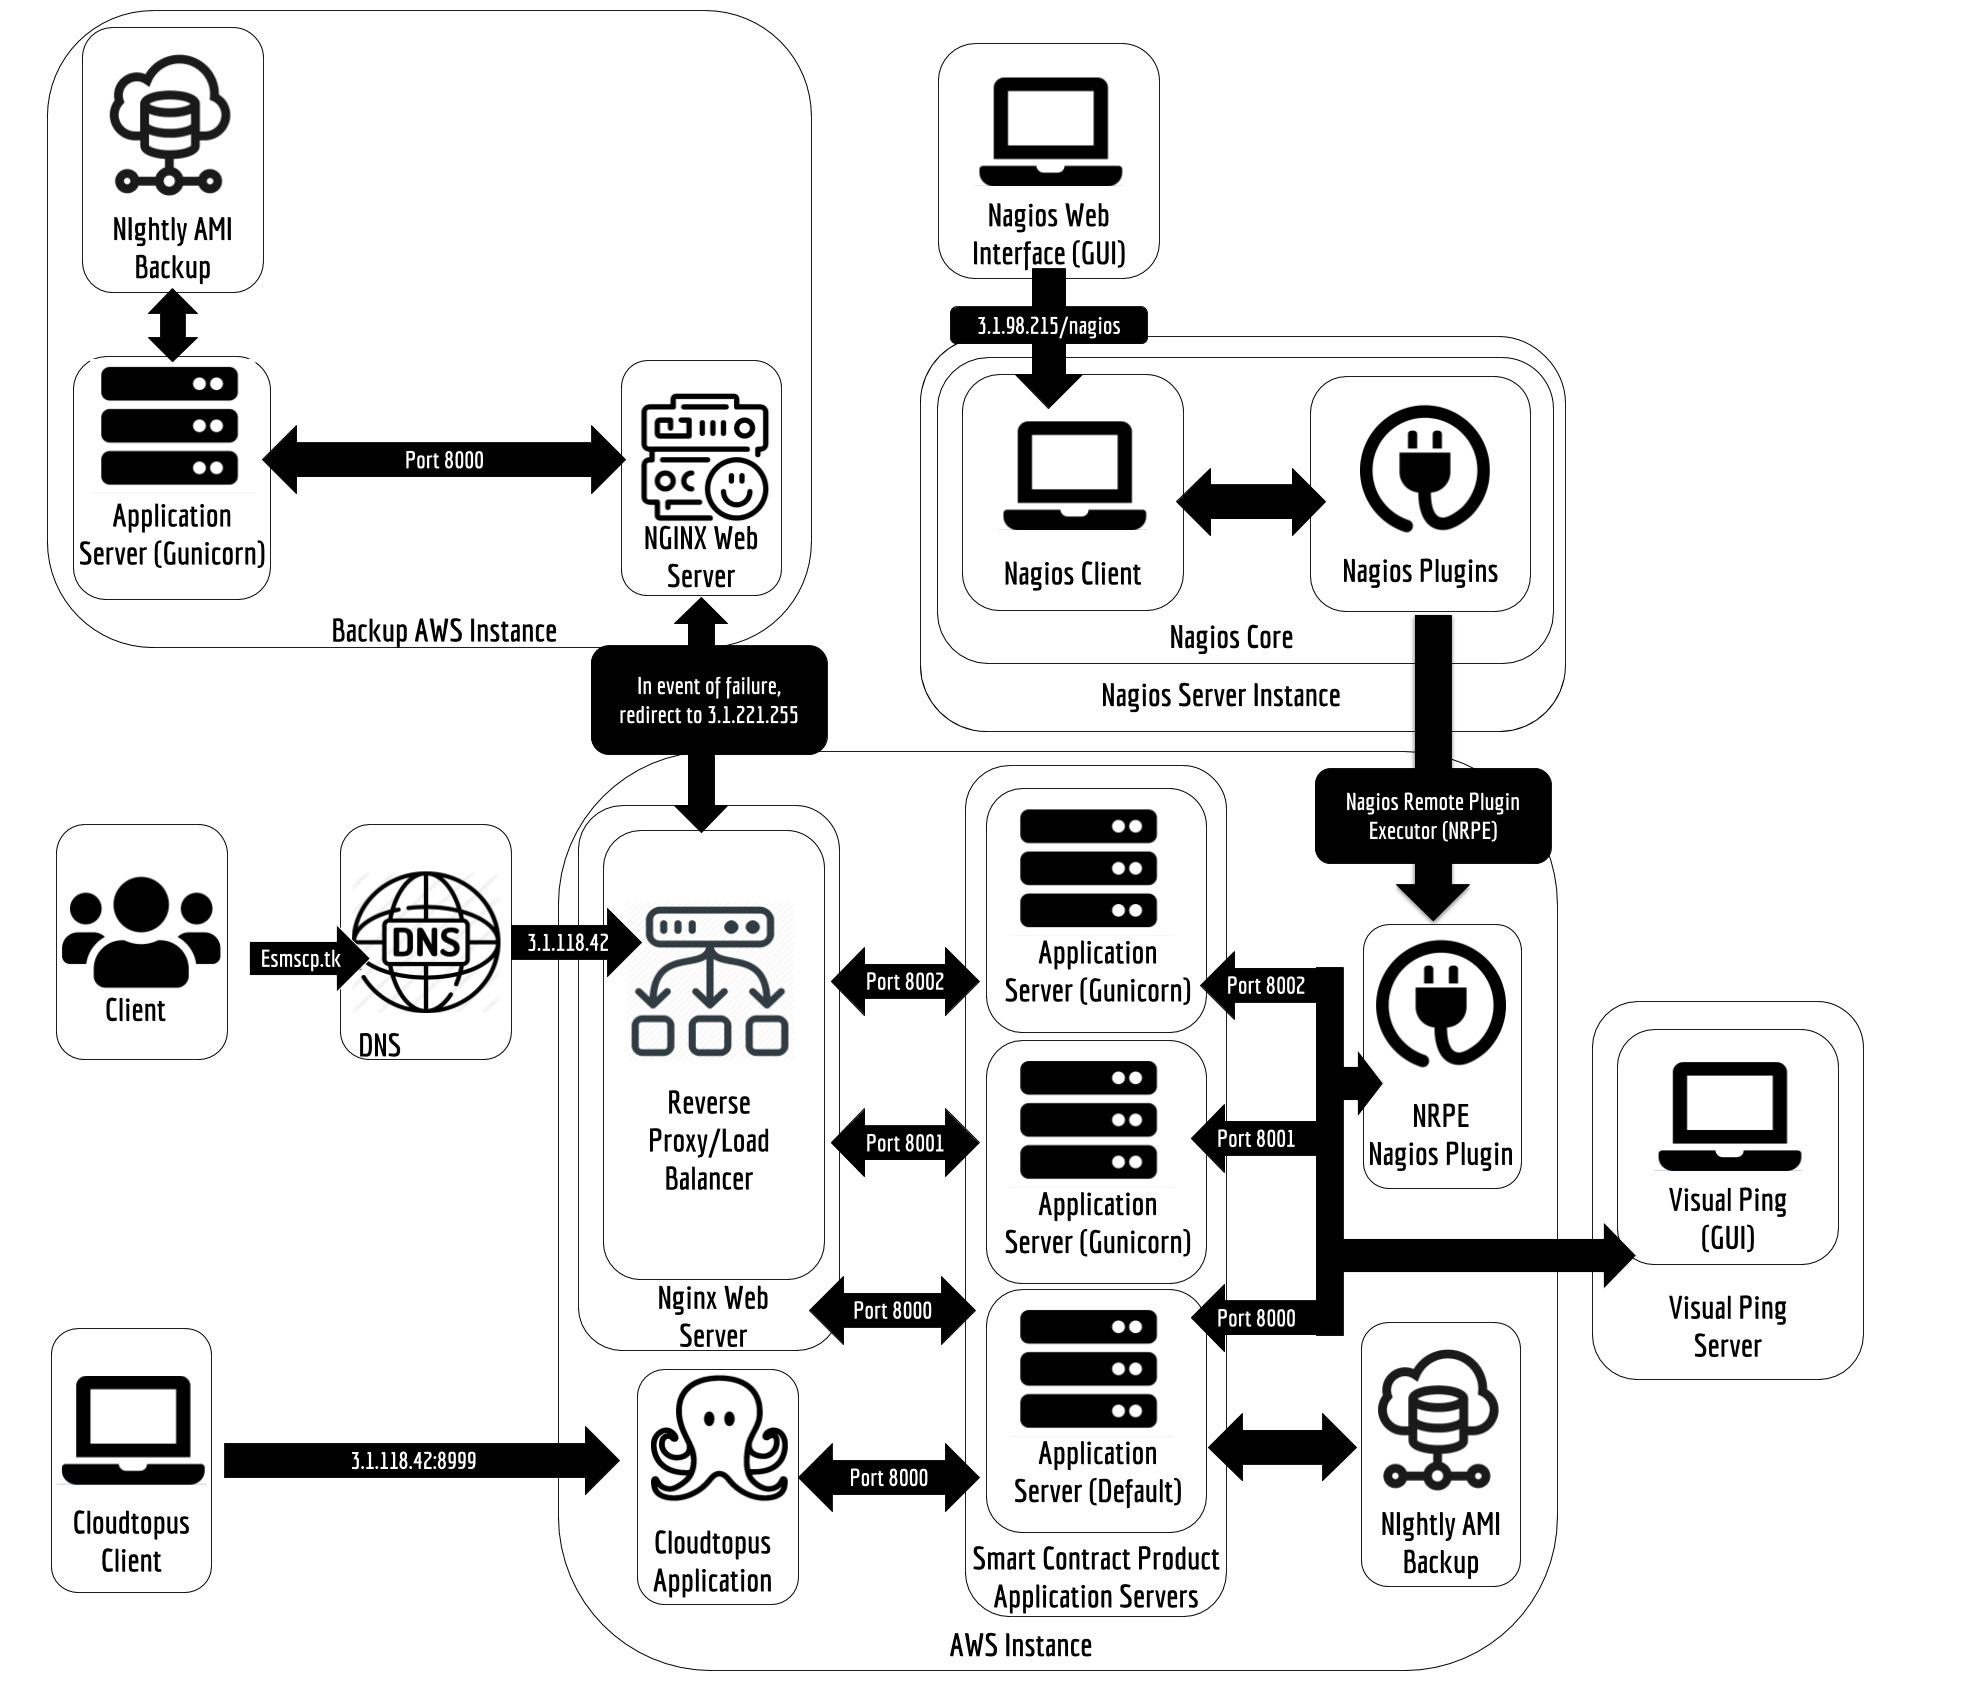 NIghtly AMI
Backup
Application
Server (Gunicorn)
Port 8000
NGINX Web
Server
Backup AWS Instance
In event of failure,
redirect to 3.1.221.255
Nagios Web
Interface (GUI)
3.1.98.215/nagios
Nagios Client
Nagios Plugins
Nagios Core
Nagios Server Instance
Nagios Remote Plugin
Executor (NRPE)
Client
Esmscp.tk
DNS
DNS
3.1.118.42
Reverse
Proxy/Load
Balancer
Nginx Web
Server
Port 8002
Port 8001
Port 8000
Application
Server (Gunicorn)
Application
Server (Gunicorn)
Application
Server (Default)
Smart Contract Product
Application Servers
Port 8002
Port 8001
Port 8000
NRPE
Nagios Plugin
Visual Ping
(GUI)
Visual Ping
Server
Cloudtopus
Client
3.1.118.42:8999
Cloudtopus
Application
Port 8000
NIghtly AMI
Backup
AWS Instance